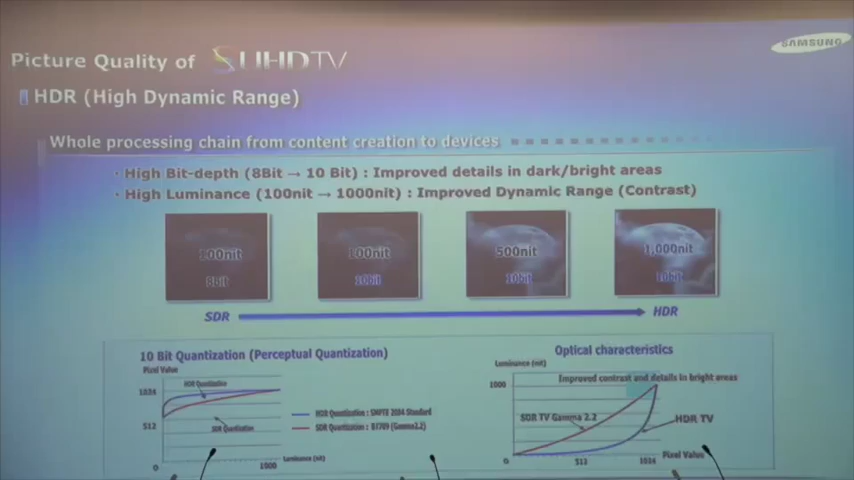 SAMSUNG
Picture Quality of SUHDTV
HDR (High Dynamic Range)
Whole processing chain from content creation to devices
· High Bit-depth (8Bit → 10 Bit) : Improved details in dark/bright areas
· High Luminance (100nit → 1000nit) : Improved Dynamic Range (Contrast)
100nit
8bit
100nit
10bit
500nit
10bit
1,000nit
10bit
SDR
HDR
10 Bit Quantization (Perceptual Quantization)
Pixel Value
1024
512
0
HDR Quantization
SDR Quantization
1000
Luminance (nit)
HDR Quantization : SMPTE 2084 Standard
SDR Quantization : BT709 (Gamma2.2)
Optical characteristics
Luminance (nit)
1000
Improved contrast and details in bright areas
SDR TV Gamma 2.2
HDR TV
0
512
1024
Pixel Value